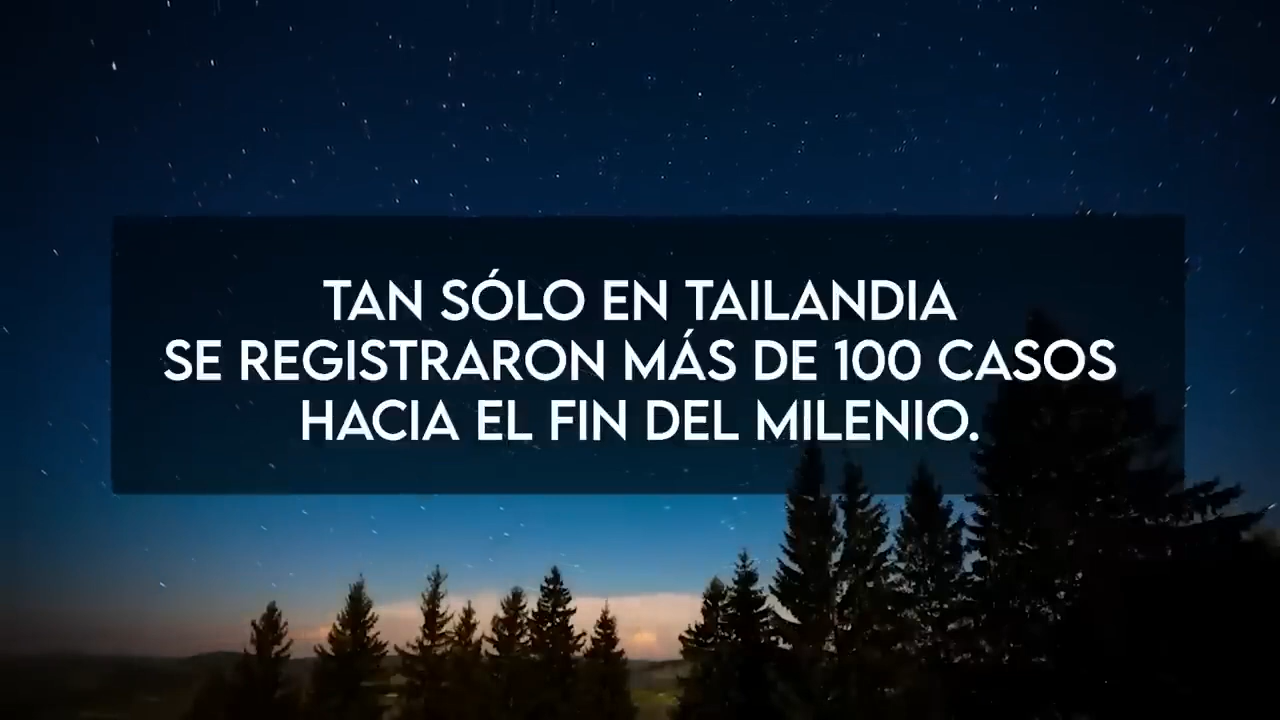 TAN SÓLO EN TAILANDIA
SE REGISTRARON MÁS DE 100 CASOS
HACIA EL FIN DEL MILENIO.